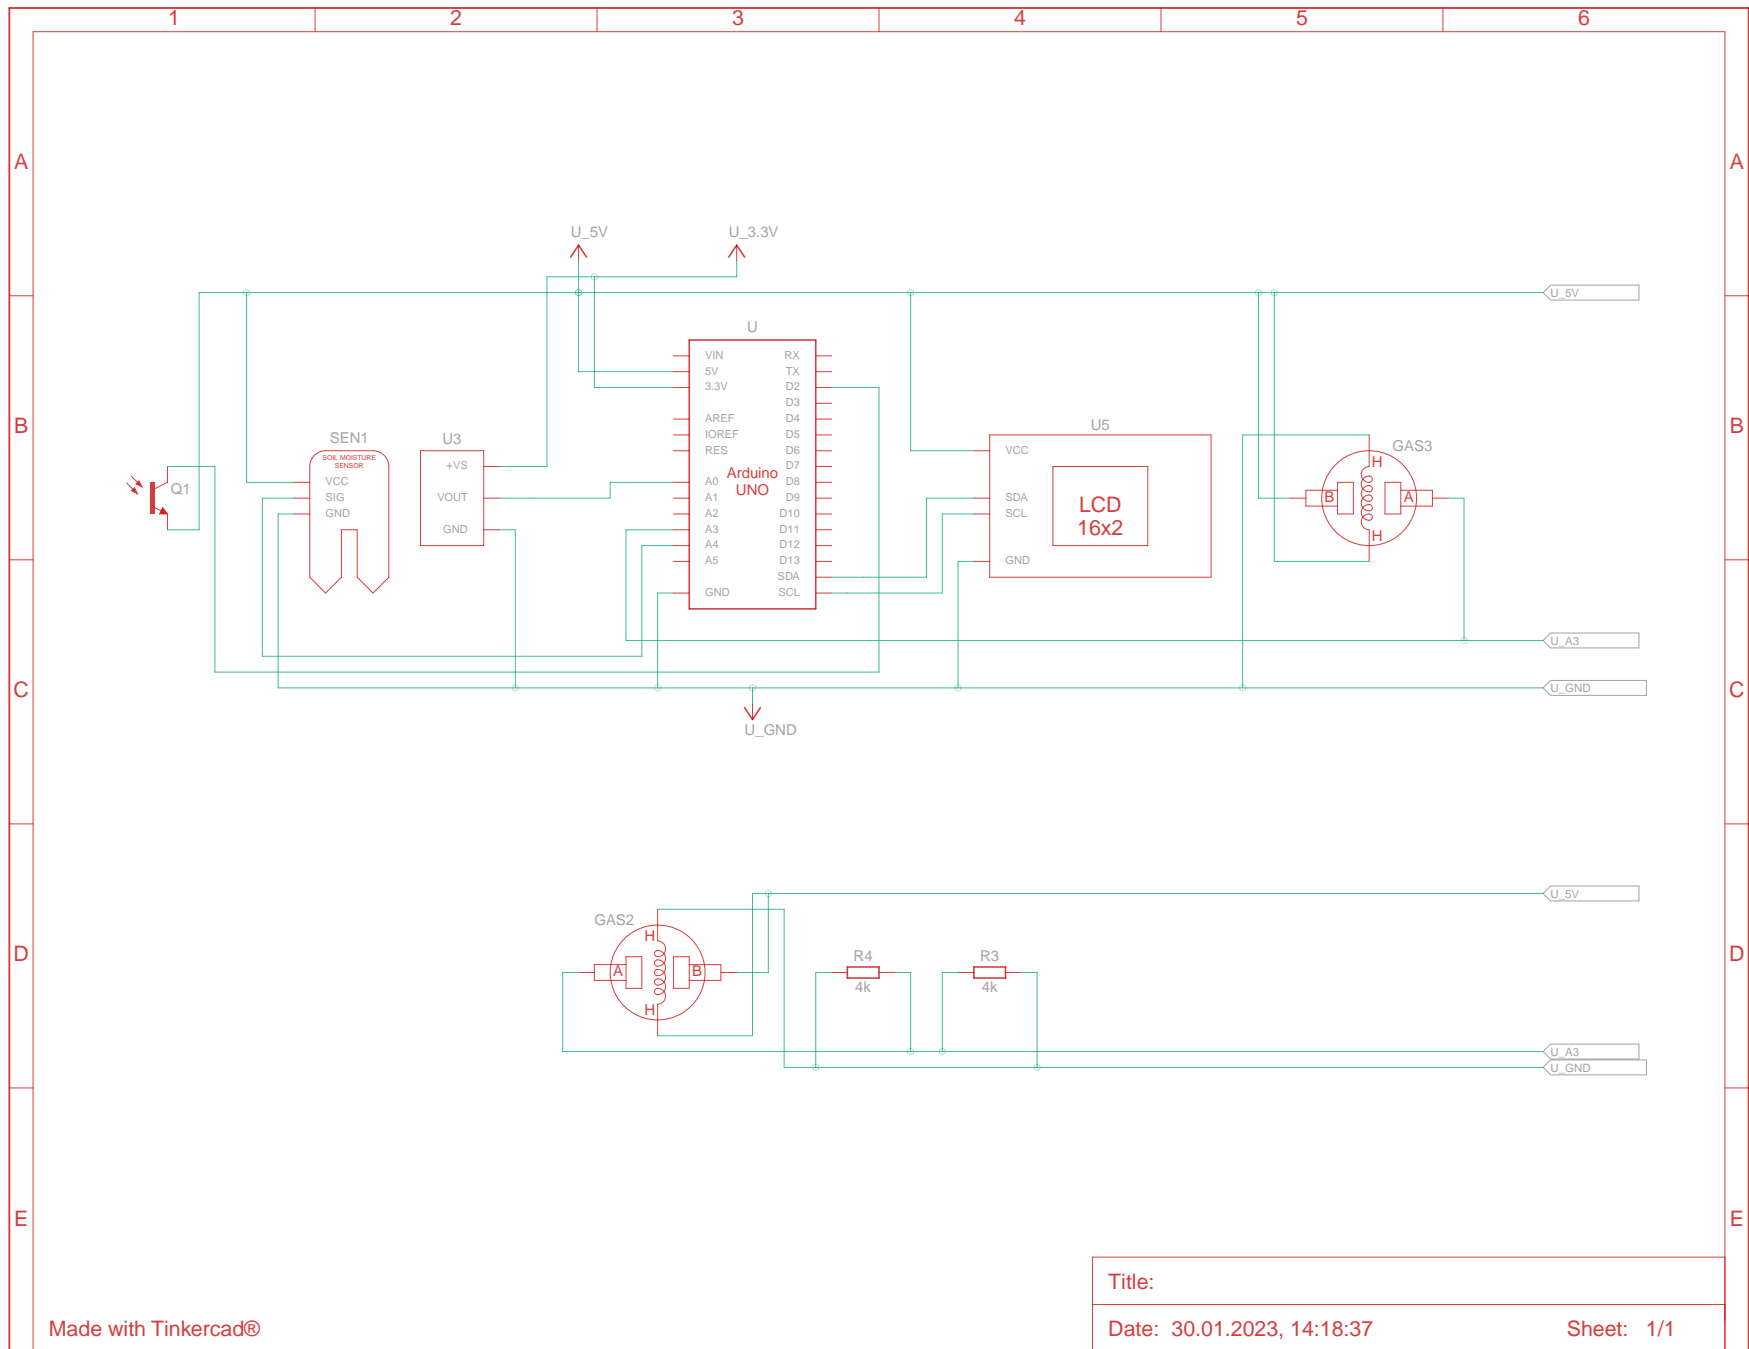 1 2 3 4 5 6
A A
U_5V U_3.3V
U_5V
B B
U
VIN RX
5V TX
3.3V D2
D3
AREF D4
IOREF D5
RES D6
D7
A0 D8
A1 D9
A2 D10
A3 D11
A4 D12
A5 D13
SDA
GND SCL
Arduino
UNO
Q1
SEN1
SOIL MOISTURE
SENSOR
VCC
SIG
GND
U3
+VS
VOUT
GND
U5
VCC
SDA
SCL
GND
LCD
16x2
GAS3
H
B A
H
U_A3
C C
U_GND
U_GND
U_5V
D D
GAS2
H
A B
H
R4
4k
R3
4k
U_A3
U_GND
E E
Title:
Made with Tinkercad®
Date: 30.01.2023, 14:18:37 Sheet: 1/1